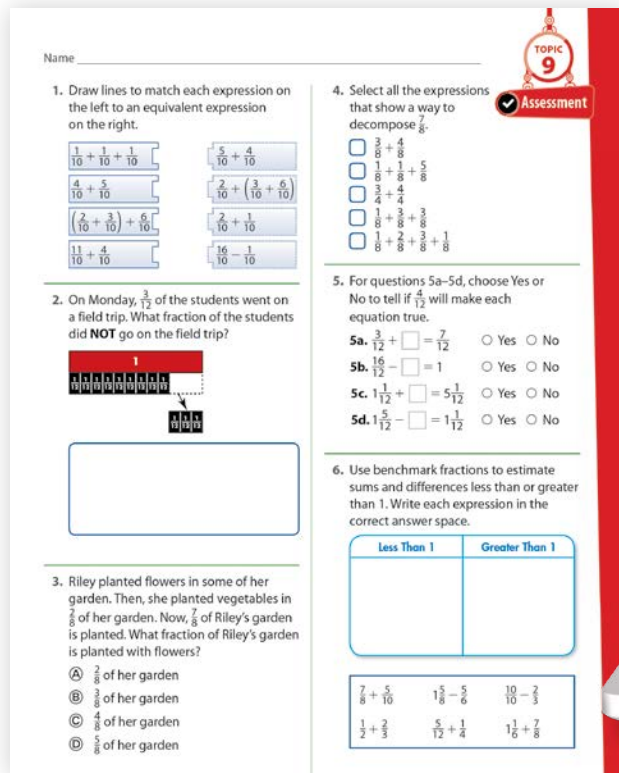 Name
TOPIC
9
Assessment
1. Draw lines to match each expression on
the left to an equivalent expression
on the right.
1/10 + 1/10 + 1/10
5/10 + 4/10
4/10 + 5/10
2/10 + (3/10 + 6/10)
(2/10 + 3/10) + 6/10
2/10 + 1/10
11/10 + 4/10
16/10 − 1/10
2. On Monday, 3/12 of the students went on
a field trip. What fraction of the students
did NOT go on the field trip?
1
1/12 1/12 1/12 1/12 1/12 1/12 1/12 1/12 1/12
1/12 1/12 1/12
3. Riley planted flowers in some of her
garden. Then, she planted vegetables in
2/8 of her garden. Now, 7/8 of Riley's garden
is planted. What fraction of Riley's garden
is planted with flowers?
A 2/8 of her garden
B 3/8 of her garden
C 4/8 of her garden
D 5/8 of her garden
4. Select all the expressions
that show a way to
decompose 7/8.
3/8 + 4/8
1/8 + 1/8 + 5/8
3/4 + 4/4
1/8 + 3/8 + 3/8
1/8 + 2/8 + 3/8 + 1/8
5. For questions 5a–5d, choose Yes or
No to tell if 4/12 will make each
equation true.
5a. 3/12 + □ = 7/12 Yes No
5b. 16/12 − □ = 1 Yes No
5c. 1 1/12 + □ = 5 1/12 Yes No
5d. 1 5/12 − □ = 1 1/12 Yes No
6. Use benchmark fractions to estimate
sums and differences less than or greater
than 1. Write each expression in the
correct answer space.
Less Than 1 Greater Than 1
7/8 + 5/10 1 5/8 − 5/6 10/10 − 2/3
1/2 + 2/3 5/12 + 1/4 1 1/6 + 7/8